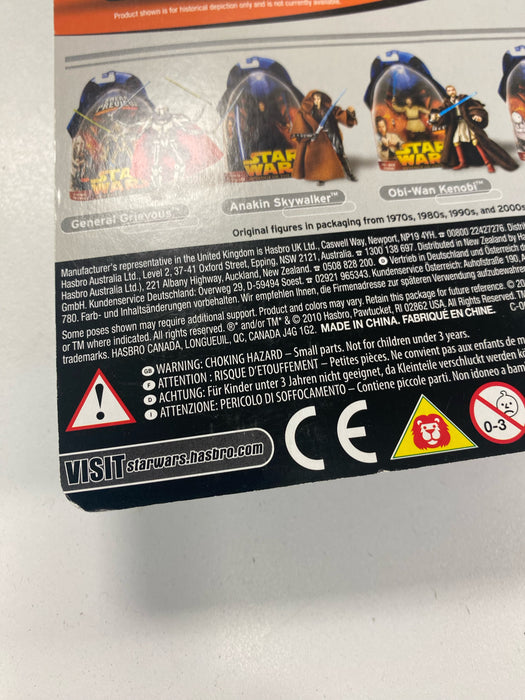 Product shown is for historical depiction only and is not currently available.
SNEAK
PREVIEW
STAR
WARS
STAR
WARS
STAR
WARS
General Grievous™
Anakin Skywalker™
Obi-Wan Kenobi™
Original figures in packaging from 1970s, 1980s, 1990s, and 2000s
Manufacturer's representative in the United Kingdom is Hasbro UK Ltd., Caswell Way, Newport, NP19 4YH. ☎ 00800 22427276. Distri
Hasbro Australia Ltd., Level 2, 37-41 Oxford Street, Epping, NSW 2121, Australia. ☎ 1300 138 697. Distributed in New Zealand by
Hasbro Australia Ltd.), 221 Albany Highway, Auckland, New Zealand. ☎ 0508 828 200. D Vertrieb in Deutschland und Österreich
GmbH. Kundenservice Deutschland: Overweg 29, D-59494 Soest. ☎ 02921 965343. Kundenservice Österreich: Auhofstraße 190,
780. Farb- und Inhaltsänderungen vorbehalten. Wir empfehlen Ihnen, die Firmenadresse zur späteren Verwendung aufzubewahre
Some poses shown may require additional support. Product and colors may vary. Retain this package for future reference. ©
or TM where indicated. All rights reserved. ®* and/or TM* & © 2010 Hasbro, Pawtucket, RI 02862 USA. All Rights Reserved.
trademarks. HASBRO CANADA, LONGUEUIL, QC, CANADA J4G 1G2. MADE IN CHINA. FABRIQUÉ EN CHINE.
GB WARNING: CHOKING HAZARD – Small parts. Not for children under 3 years.
F ATTENTION : RISQUE D'ETOUFFEMENT – Petites pièces. Ne convient pas aux enfants de m
D ACHTUNG: Für Kinder unter 3 Jahren nicht geeignet, da Kleinteile verschluckt werden
I ATTENZIONE: PERICOLO DI SOFFOCAMENTO – Contiene piccole parti. Non idoneo a bam
!
VISIT starwars.hasbro.com
CE
0-3